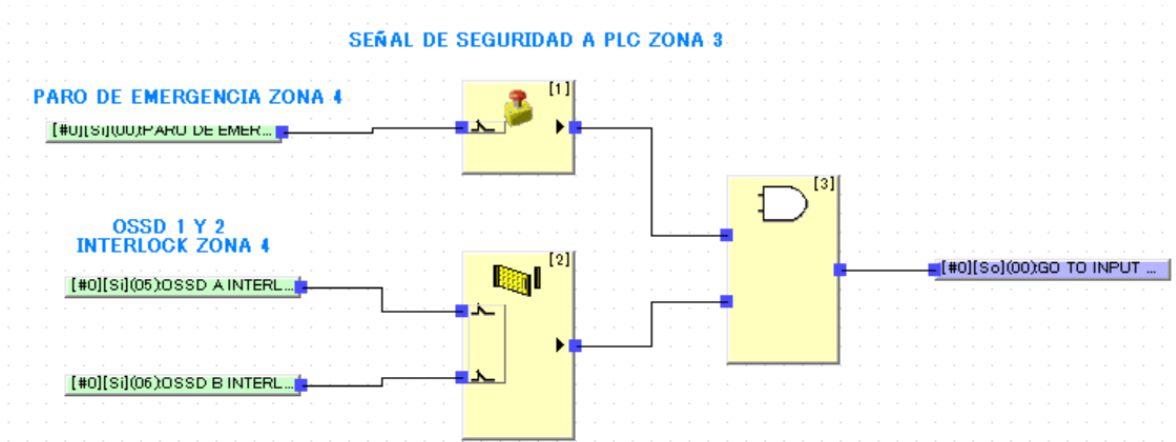 SEÑAL DE SEGURIDAD A PLC ZONA 3
[1]
PARO DE EMERGENCIA ZONA 4
[#0][Si](00):PARO DE EMER...
[3]
OSSD 1 Y 2
INTERLOCK ZONA 4
[2]
[#0][Si](05):OSSD A INTERL...
[#0][So](00):GO TO INPUT ...
[#0][Si](06):OSSD B INTERL...